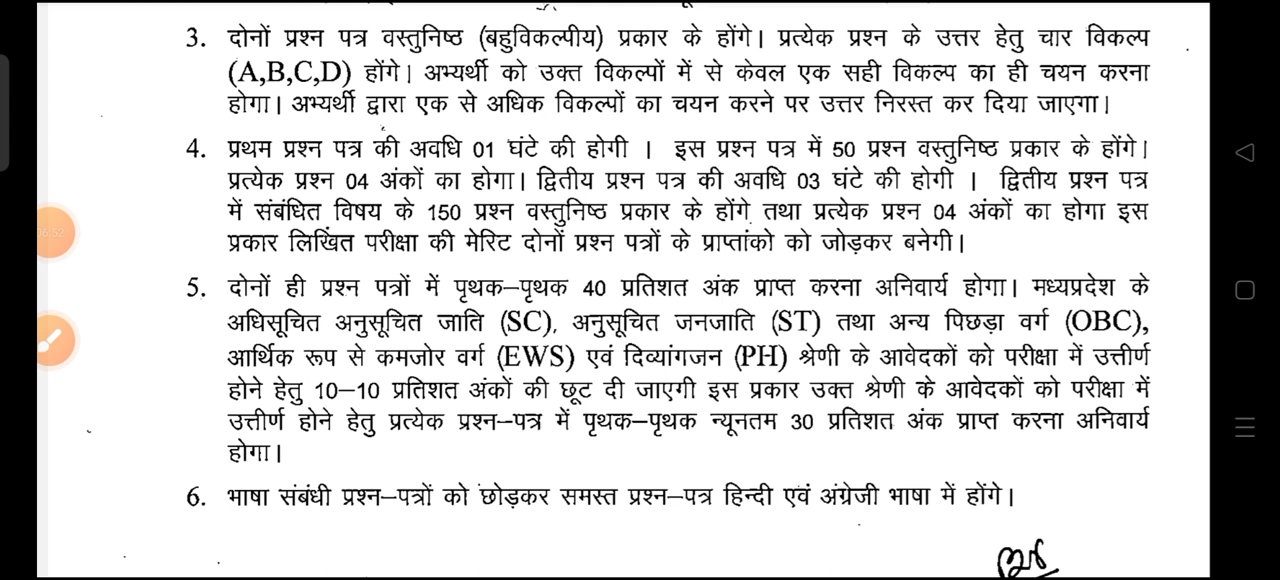 3. दोनों प्रश्न पत्र वस्तुनिष्ठ (बहुविकल्पीय) प्रकार के होंगे। प्रत्येक प्रश्न के उत्तर हेतु चार विकल्प
(A,B,C,D) होंगे। अभ्यर्थी को उक्त विकल्पों में से केवल एक सही विकल्प का ही चयन करना
होगा। अभ्यर्थी द्वारा एक से अधिक विकल्पों का चयन करने पर उत्तर निरस्त कर दिया जाएगा।
4. प्रथम प्रश्न पत्र की अवधि 01 घंटे की होगी । इस प्रश्न पत्र में 50 प्रश्न वस्तुनिष्ठ प्रकार के होंगे।
प्रत्येक प्रश्न 04 अंकों का होगा। द्वितीय प्रश्न पत्र की अवधि 03 घंटे की होगी । द्वितीय प्रश्न पत्र
में संबंधित विषय के 150 प्रश्न वस्तुनिष्ठ प्रकार के होंगे तथा प्रत्येक प्रश्न 04 अंकों का होगा इस
प्रकार लिखित परीक्षा की मेरिट दोनों प्रश्न पत्रों के प्राप्तांको को जोड़कर बनेगी।
5. दोनों ही प्रश्न पत्रों में पृथक–पृथक 40 प्रतिशत अंक प्राप्त करना अनिवार्य होगा। मध्यप्रदेश के
अधिसूचित अनुसूचित जाति (SC), अनुसूचित जनजाति (ST) तथा अन्य पिछड़ा वर्ग (OBC),
आर्थिक रूप से कमजोर वर्ग (EWS) एवं दिव्यांगजन (PH) श्रेणी के आवेदकों को परीक्षा में उत्तीर्ण
होने हेतु 10–10 प्रतिशत अंकों की छूट दी जाएगी इस प्रकार उक्त श्रेणी के आवेदकों को परीक्षा में
उत्तीर्ण होने हेतु प्रत्येक प्रश्न–पत्र में पृथक–पृथक न्यूनतम 30 प्रतिशत अंक प्राप्त करना अनिवार्य
होगा।
6. भाषा संबंधी प्रश्न–पत्रों को छोड़कर समस्त प्रश्न–पत्र हिन्दी एवं अंग्रेजी भाषा में होंगे।
06:52